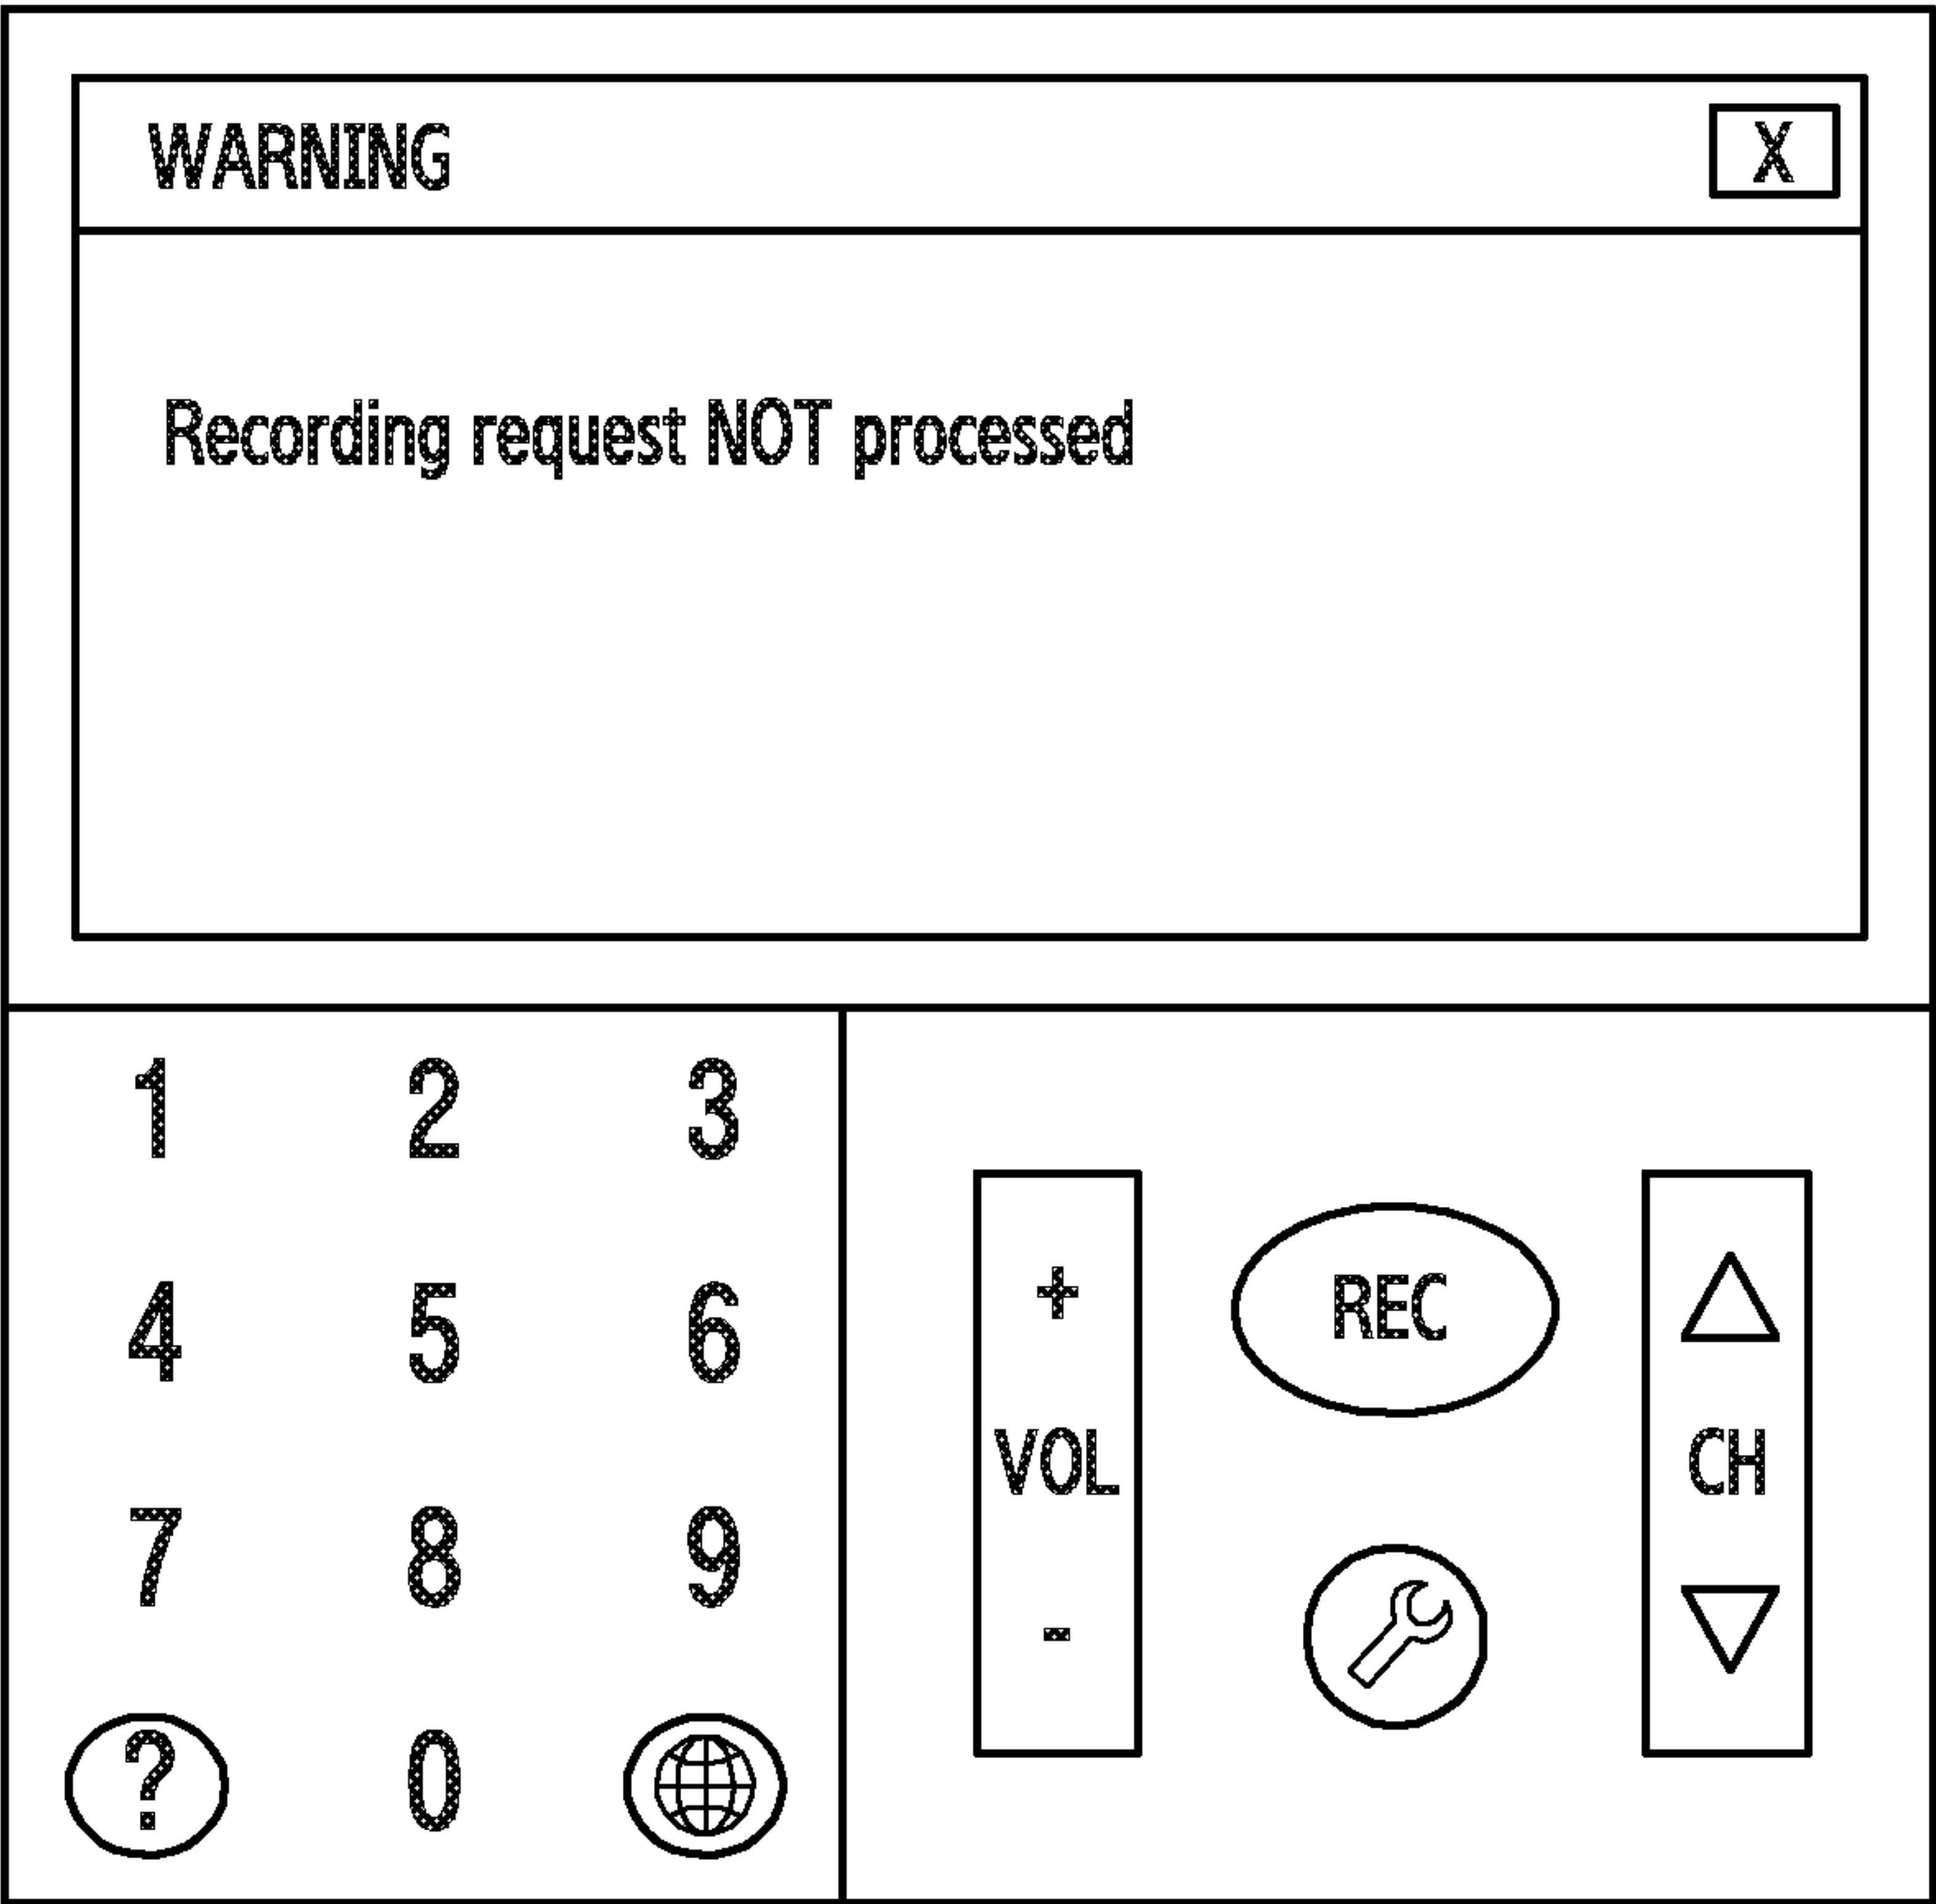 WARNING X
Recording request NOT processed
1 2 3
4 5 6
7 8 9
? 0
+
VOL
-
REC
CH